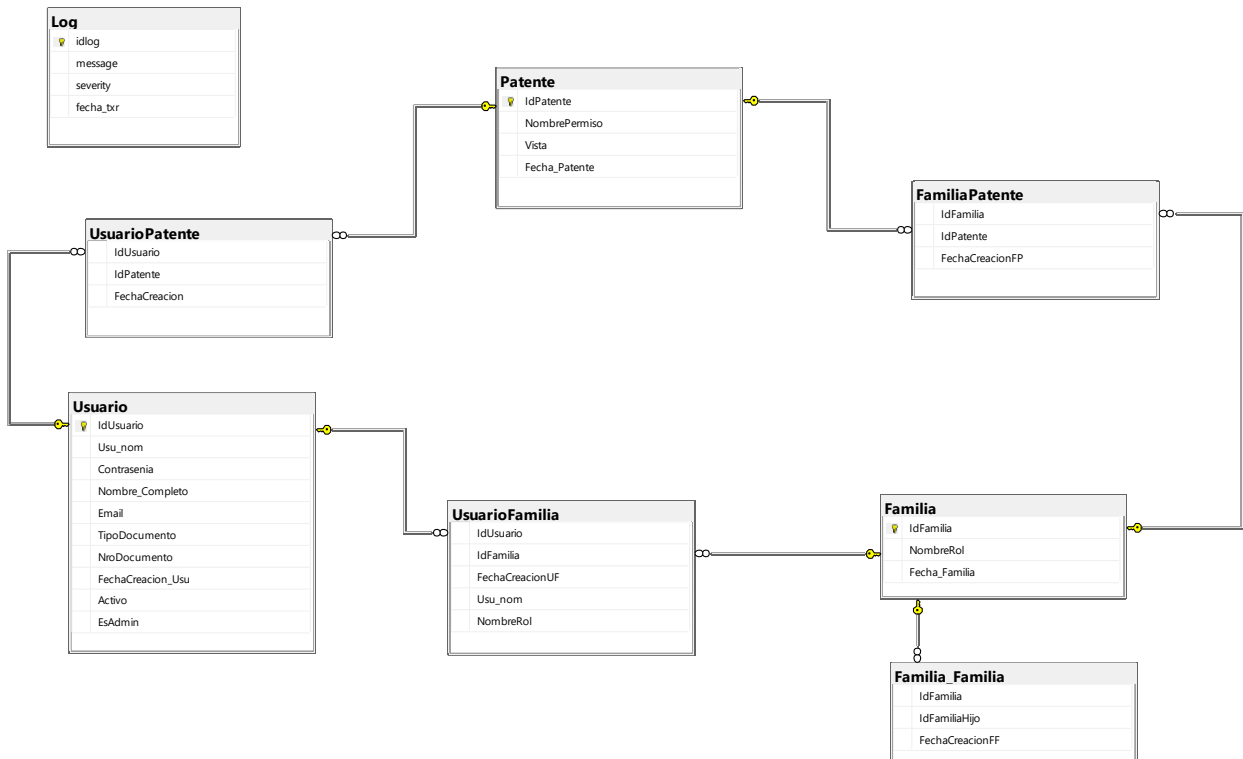 Log
idlog
message
severity
fecha_txr
Patente
IdPatente
NombrePermiso
Vista
Fecha_Patente
FamiliaPatente
IdFamilia
IdPatente
FechaCreacionFP
UsuarioPatente
IdUsuario
IdPatente
FechaCreacion
Usuario
IdUsuario
Usu_nom
Contrasenia
Nombre_Completo
Email
TipoDocumento
NroDocumento
FechaCreacion_Usu
Activo
EsAdmin
UsuarioFamilia
IdUsuario
IdFamilia
FechaCreacionUF
Usu_nom
NombreRol
Familia
IdFamilia
NombreRol
Fecha_Familia
Familia_Familia
IdFamilia
IdFamiliaHijo
FechaCreacionFF